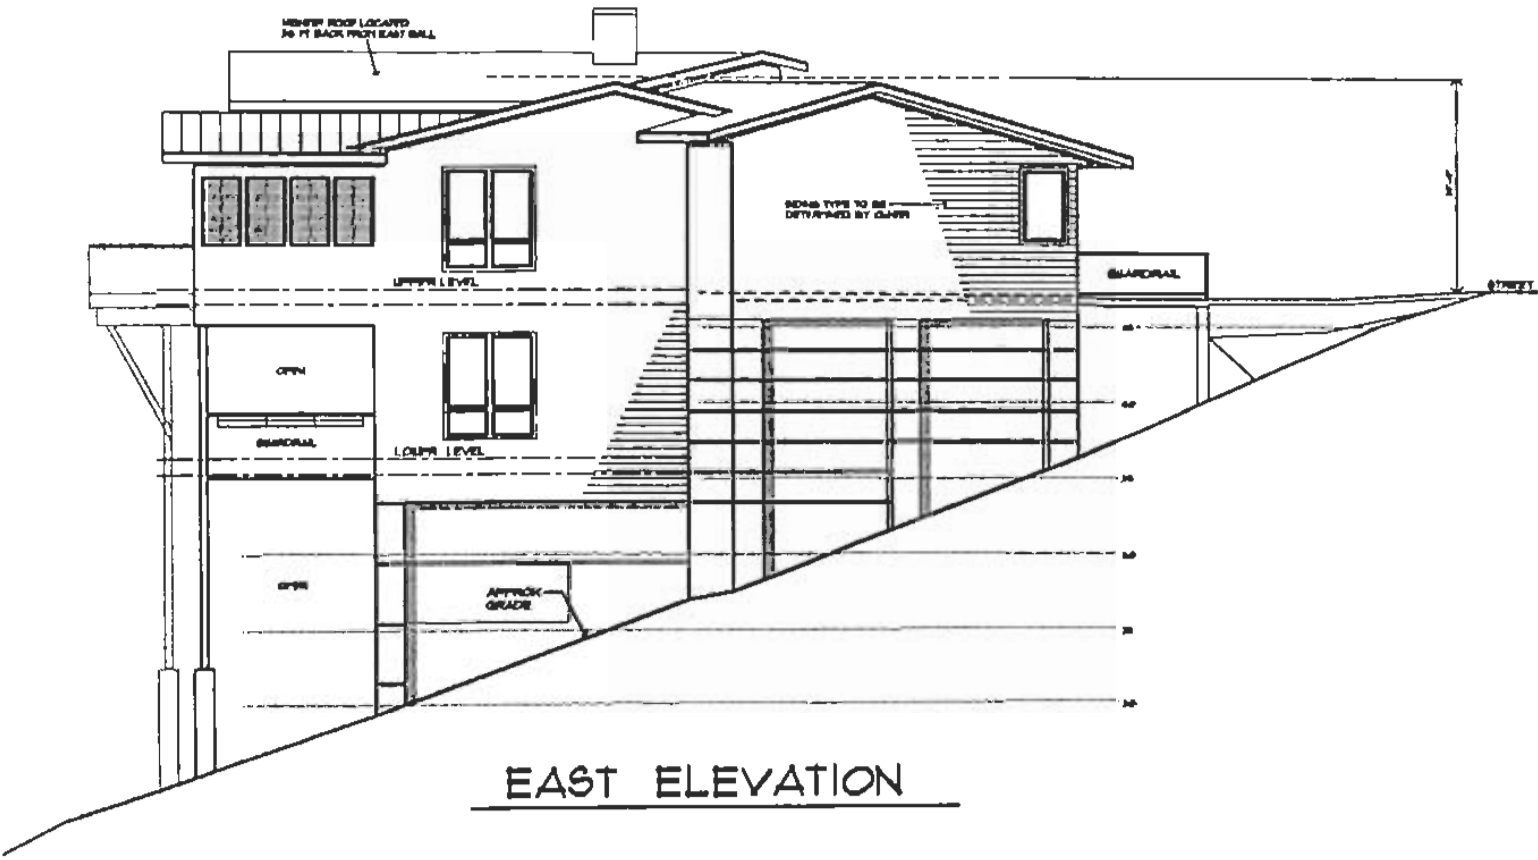 HIGHER ROOF LOCATED
36 FT BACK FROM EAST WALL
SIDING TYPE TO BE
DETERMINED BY OWNER
GUARDRAIL
STREET
UPPER LEVEL
OPEN
GUARDRAIL
LOWER LEVEL
OPEN
APPROX
GRADE
EAST ELEVATION